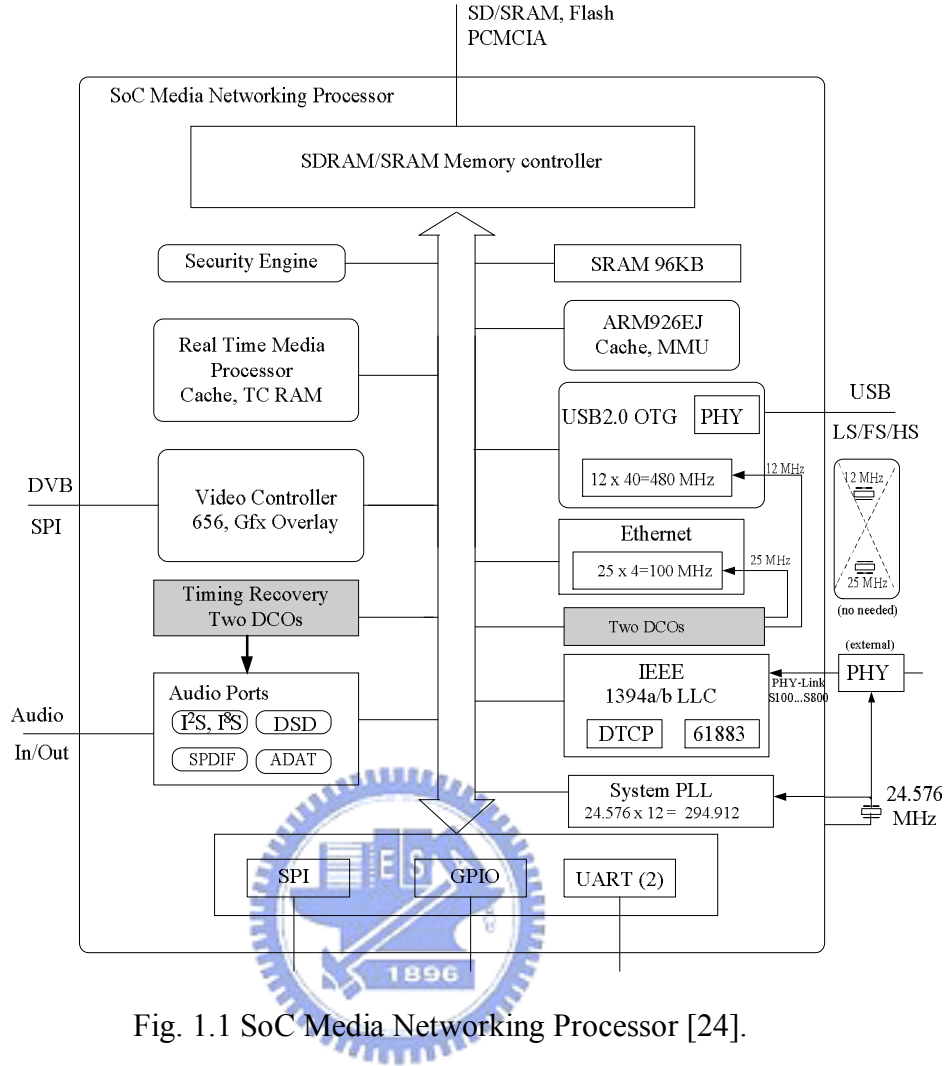 SD/SRAM, Flash
PCMCIA
SoC Media Networking Processor
SDRAM/SRAM Memory controller
Security Engine
SRAM 96KB
Real Time Media
Processor
Cache, TC RAM
ARM926EJ
Cache, MMU
USB2.0 OTG
PHY
12 x 40=480 MHz
USB
LS/FS/HS
12 MHz
12 MHz
25 MHz
(no needed)
DVB
SPI
Video Controller
656, Gfx Overlay
Ethernet
25 x 4=100 MHz
25 MHz
Timing Recovery
Two DCOs
Two DCOs
(external)
PHY
PHY-Link
S100...S800
IEEE
1394a/b LLC
DTCP
61883
Audio
In/Out
Audio Ports
I²S, I⁸S
DSD
SPDIF
ADAT
System PLL
24.576 x 12 = 294.912
24.576
MHz
SPI
GPIO
UART (2)
E S
1896
Fig. 1.1 SoC Media Networking Processor [24].